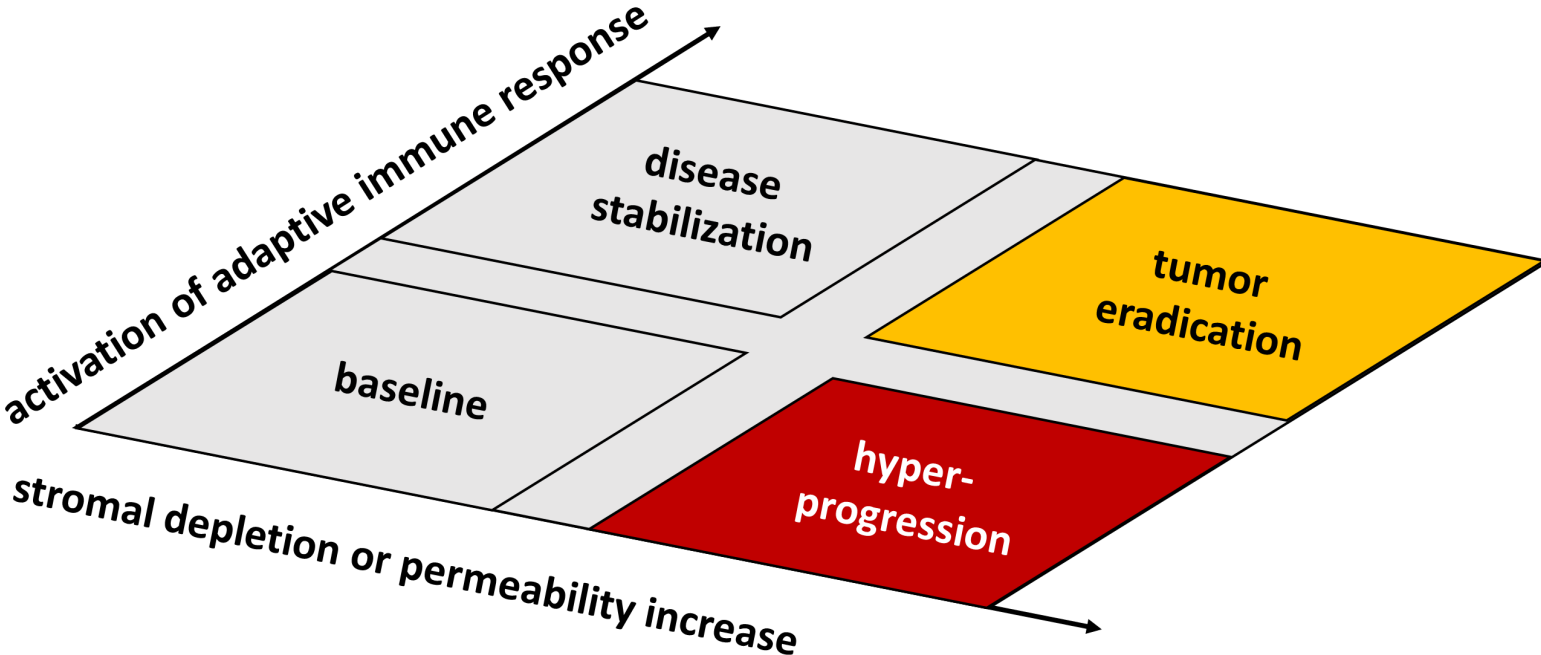 activation of adaptive immune response
disease
stabilization
tumor
eradication
baseline
hyper-
progression
stromal depletion or permeability increase